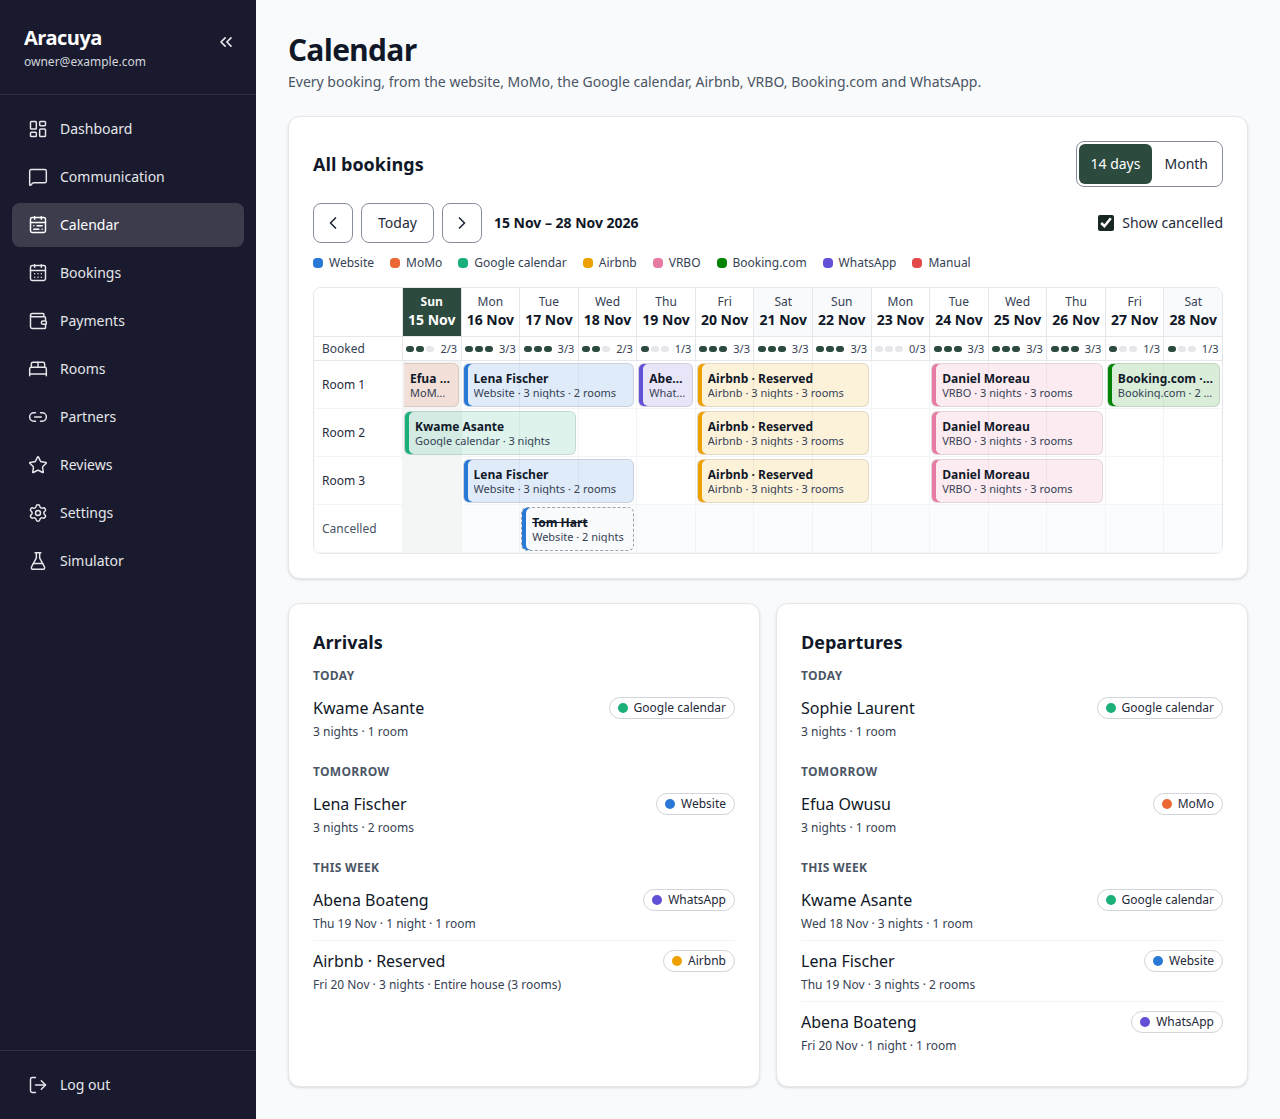 Aracuya
owner@example.com
Dashboard
Communication
Calendar
Bookings
Payments
Rooms
Partners
Reviews
Settings
Simulator
Log out
Calendar
Every booking, from the website, MoMo, the Google calendar, Airbnb, VRBO, Booking.com and WhatsApp.
All bookings
14 days Month
Today 15 Nov – 28 Nov 2026 Show cancelled
Website MoMo Google calendar Airbnb VRBO Booking.com WhatsApp Manual
Sun Mon Tue Wed Thu Fri Sat Sun Mon Tue Wed Thu Fri Sat
15 Nov 16 Nov 17 Nov 18 Nov 19 Nov 20 Nov 21 Nov 22 Nov 23 Nov 24 Nov 25 Nov 26 Nov 27 Nov 28 Nov
Booked 2/3 3/3 3/3 2/3 1/3 3/3 3/3 3/3 0/3 3/3 3/3 3/3 1/3 1/3
Room 1
Efua ... Lena Fischer Abe... Airbnb · Reserved Daniel Moreau Booking.com ·...
MoM... Website · 3 nights · 2 rooms What... Airbnb · 3 nights · 3 rooms VRBO · 3 nights · 3 rooms Booking.com · 2 ...
Room 2
Kwame Asante Airbnb · Reserved Daniel Moreau
Google calendar · 3 nights Airbnb · 3 nights · 3 rooms VRBO · 3 nights · 3 rooms
Room 3
Lena Fischer Airbnb · Reserved Daniel Moreau
Website · 3 nights · 2 rooms Airbnb · 3 nights · 3 rooms VRBO · 3 nights · 3 rooms
Cancelled
Tom Hart
Website · 2 nights
Arrivals
TODAY
Kwame Asante Google calendar
3 nights · 1 room
TOMORROW
Lena Fischer Website
3 nights · 2 rooms
THIS WEEK
Abena Boateng WhatsApp
Thu 19 Nov · 1 night · 1 room
Airbnb · Reserved Airbnb
Fri 20 Nov · 3 nights · Entire house (3 rooms)
Departures
TODAY
Sophie Laurent Google calendar
3 nights · 1 room
TOMORROW
Efua Owusu MoMo
3 nights · 1 room
THIS WEEK
Kwame Asante Google calendar
Wed 18 Nov · 3 nights · 1 room
Lena Fischer Website
Thu 19 Nov · 3 nights · 2 rooms
Abena Boateng WhatsApp
Fri 20 Nov · 1 night · 1 room